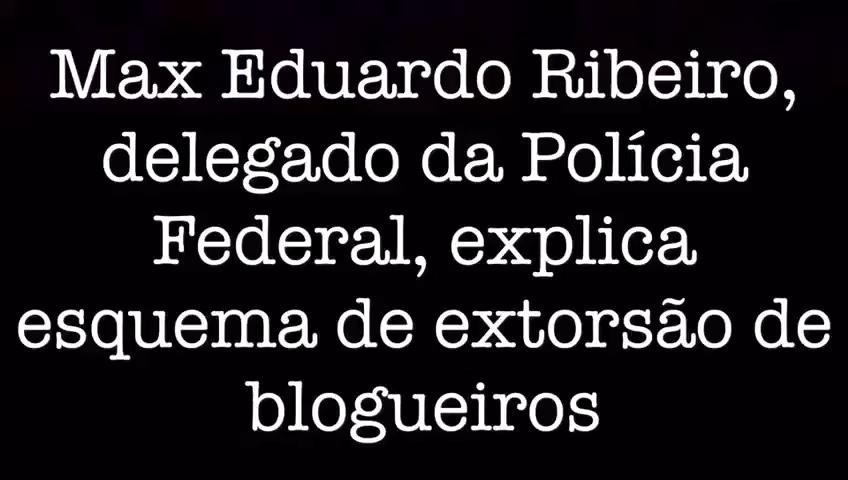 Max Eduardo Ribeiro,
delegado da Polícia
Federal, explica
esquema de extorsão de
blogueiros